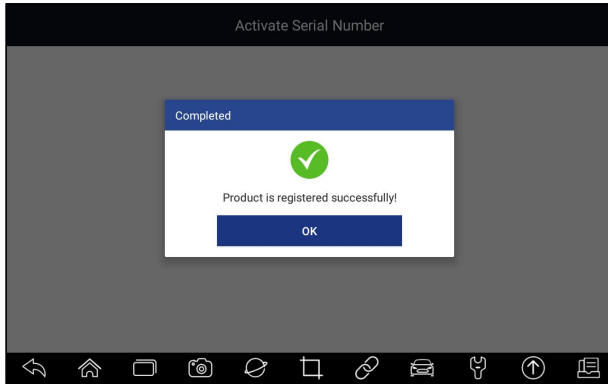 Activate Serial Number
Completed
Product is registered successfully!
OK